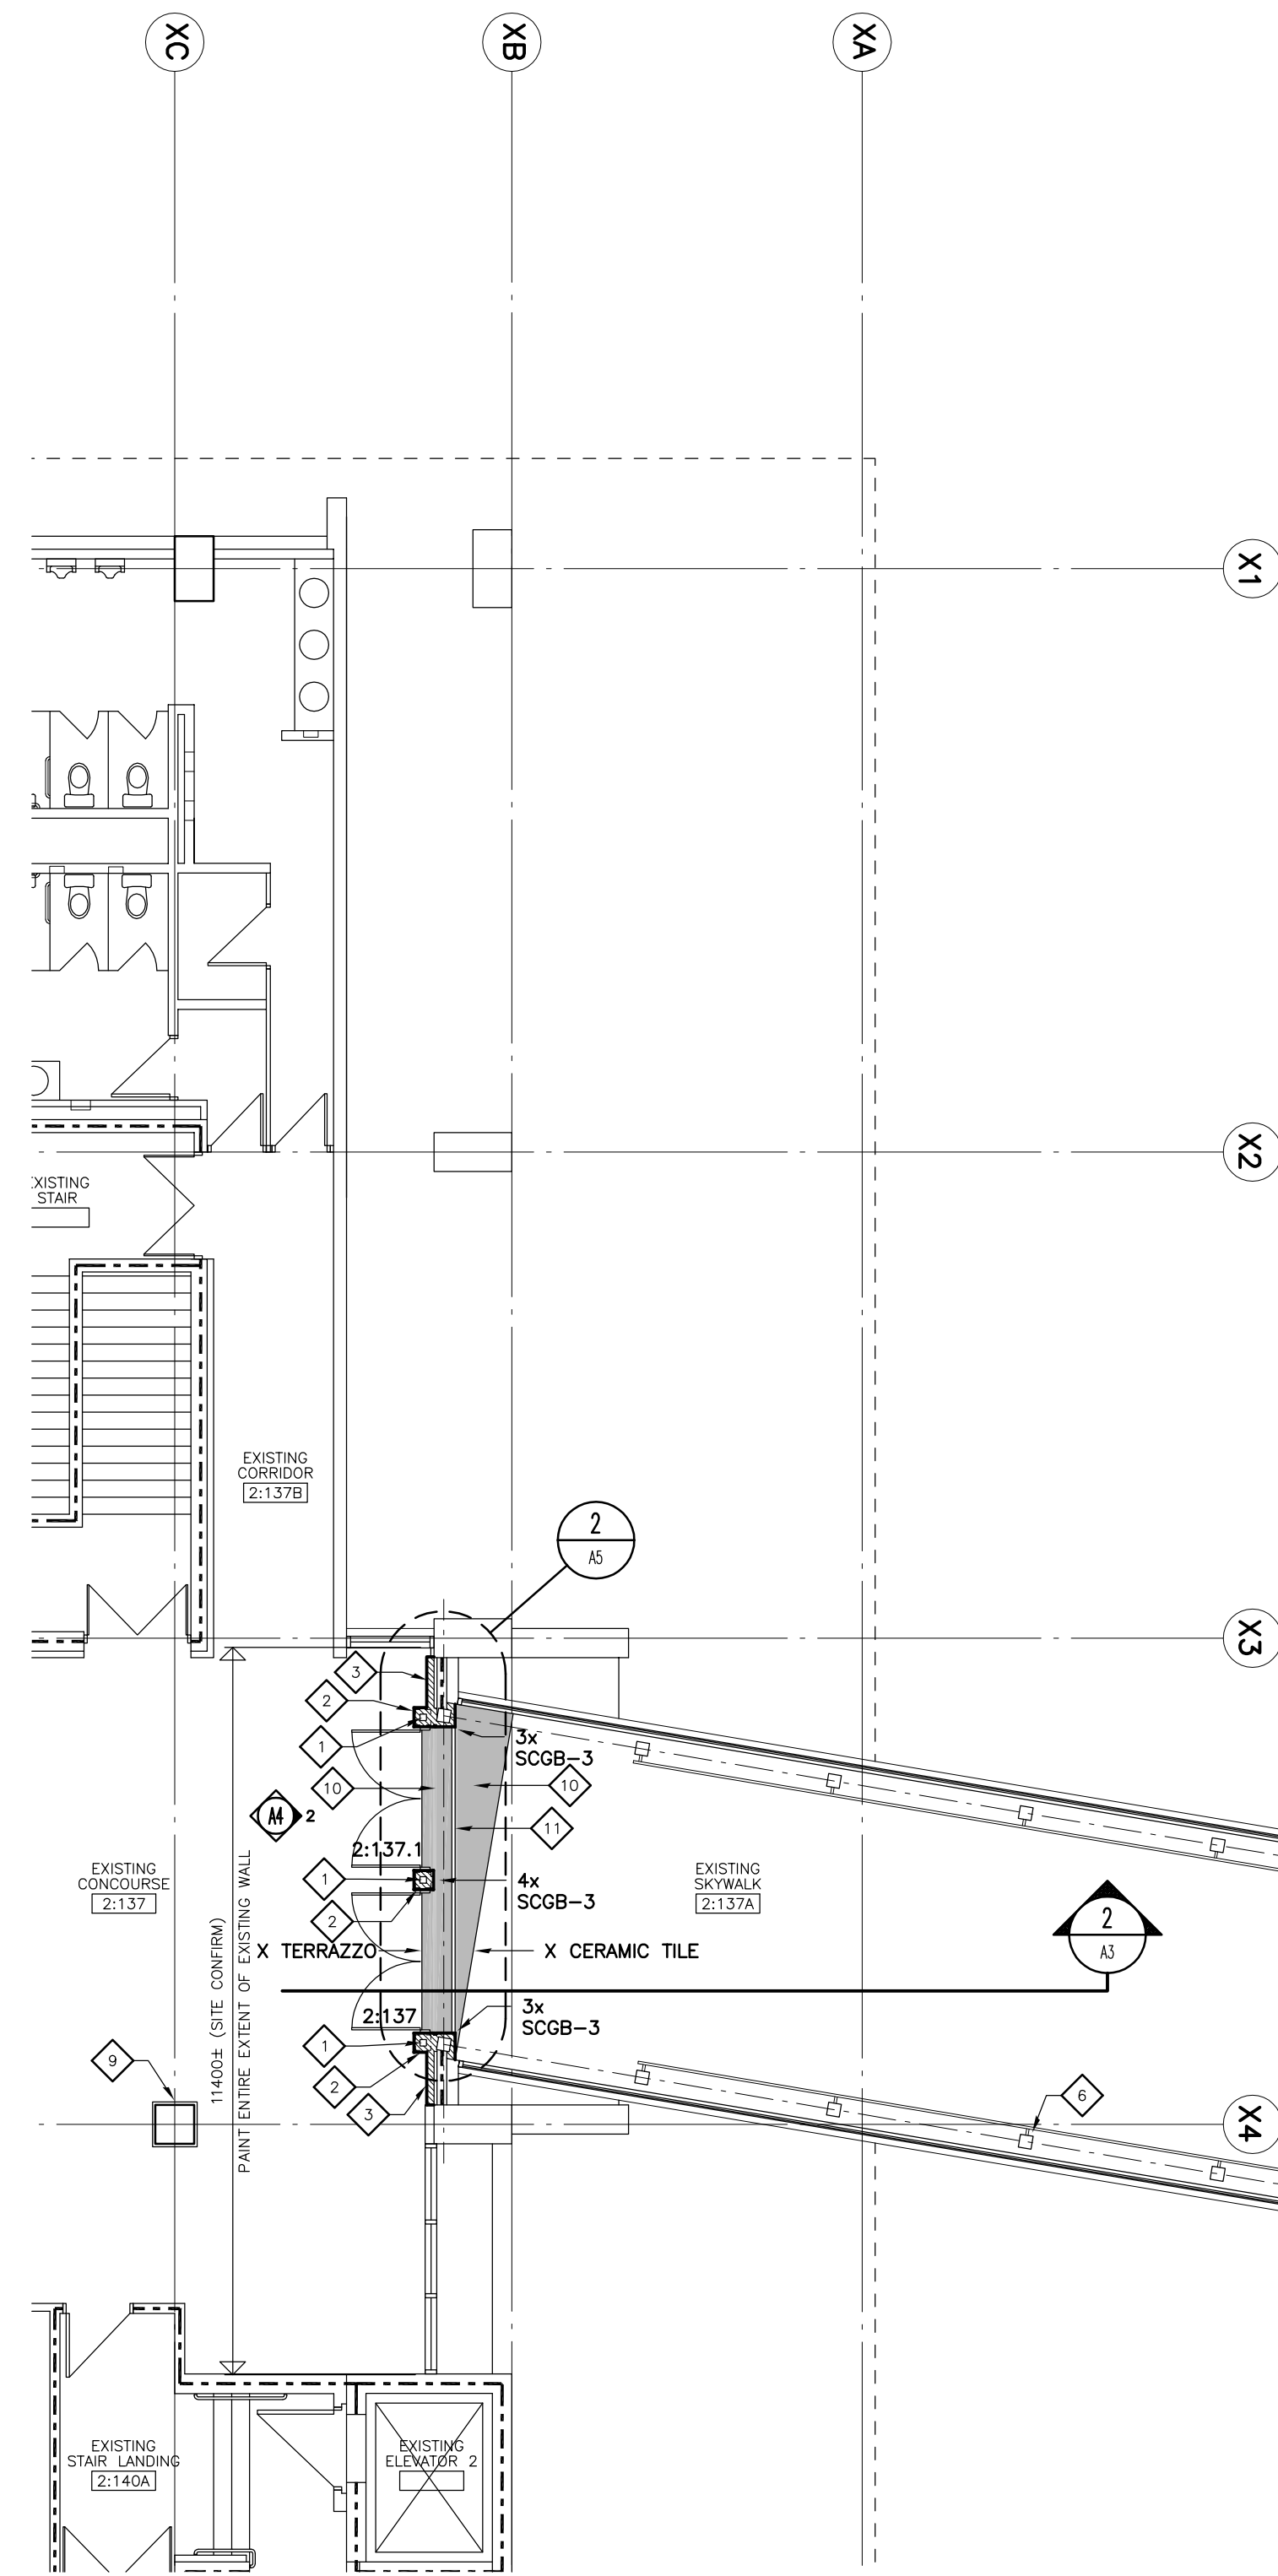 XC
XB
XA
X1
X2
EXISTING
STAIR
EXISTING
CORRIDOR
2:137B
2
A5
X3
3
2
1
3x
SCGB-3
10
10
A4
2
11
2:137.1
EXISTING
CONCOURSE
2:137
1
4x
SCGB-3
EXISTING
SKYWALK
2:137A
2
2
A3
X TERRAZZO
X CERAMIC TILE
11400± (SITE CONFIRM)
PAINT ENTIRE EXTENT OF EXISTING WALL
2:137
3x
SCGB-3
1
9
2
3
6
X4
EXISTING
STAIR LANDING
2:140A
EXISTING
ELEVATOR 2